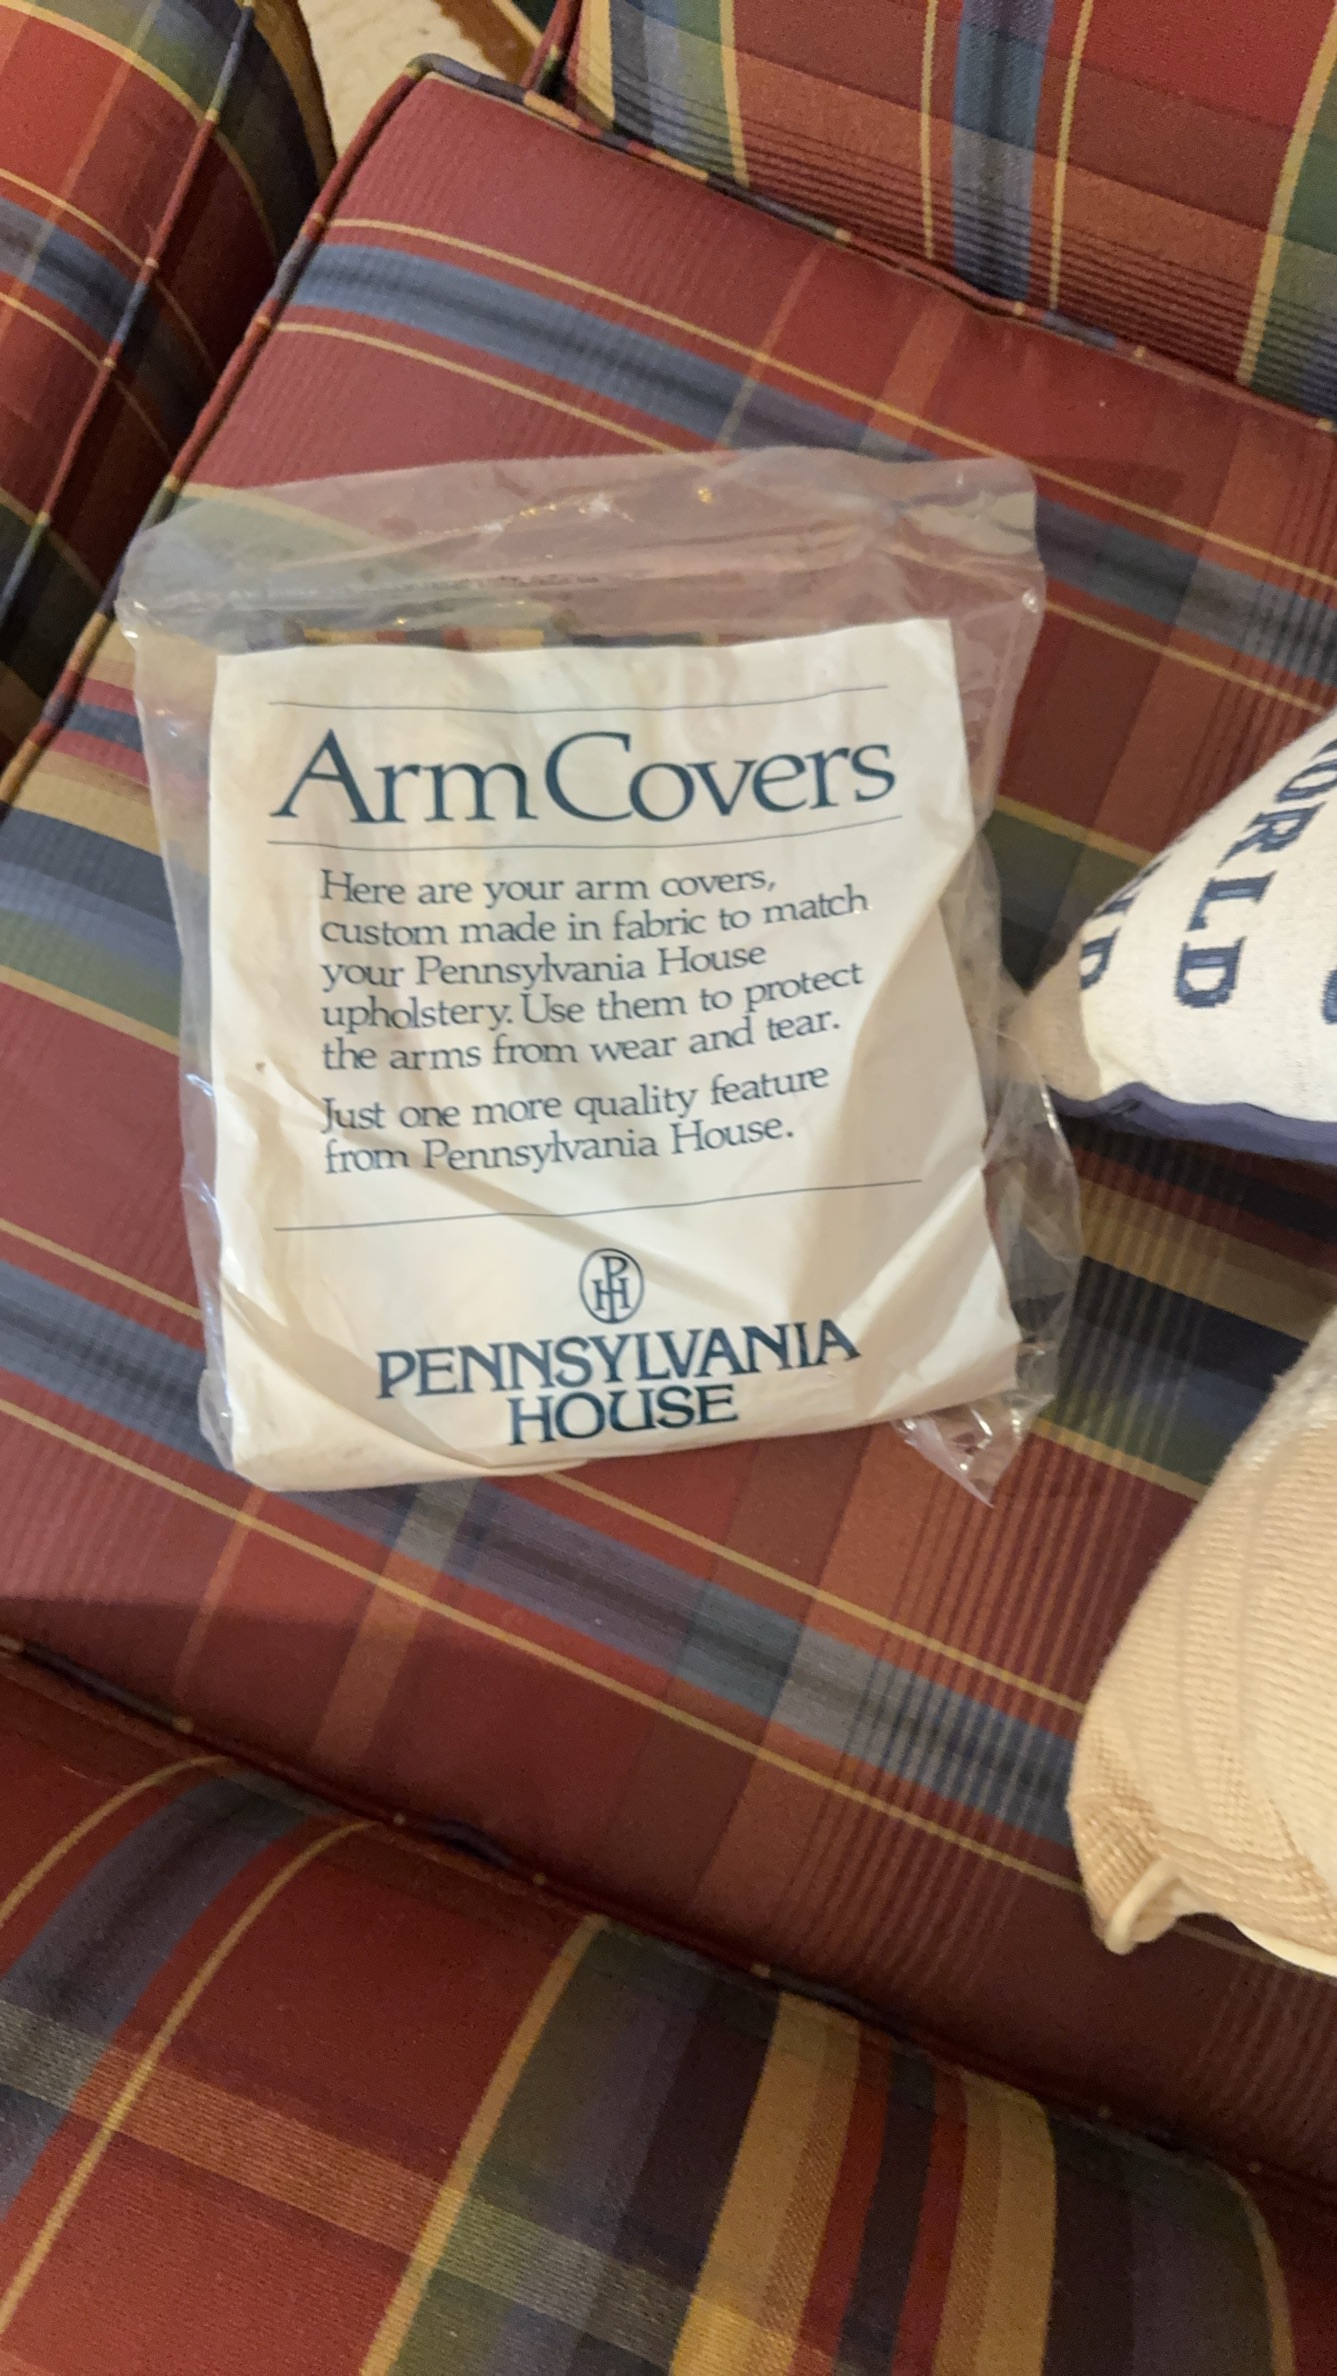 Arm Covers
Here are your arm covers,
custom made in fabric to match
your Pennsylvania House
upholstery. Use them to protect
the arms from wear and tear.
Just one more quality feature
from Pennsylvania House.
PH
PENNSYLVANIA
HOUSE